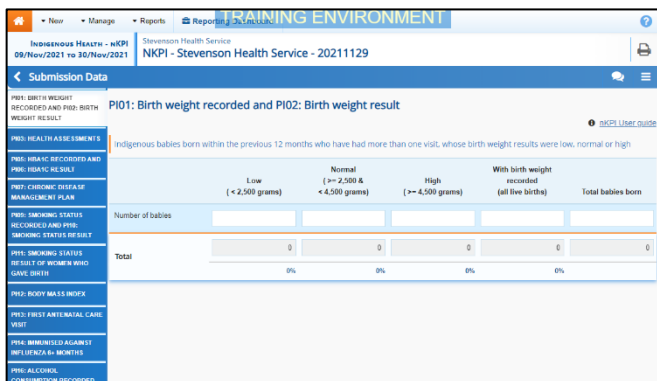 New Manage Reports Reporting Dashboard
TRAINING ENVIRONMENT
INDIGENOUS HEALTH - NKPI
09/NOV/2021 TO 30/NOV/2021
Stevenson Health Service
NKPI - Stevenson Health Service - 20211129
Submission Data
PI01: BIRTH WEIGHT RECORDED AND PI02: BIRTH WEIGHT RESULT
PI03: HEALTH ASSESSMENTS
PI05: HBA1C RECORDED AND PI06: HBA1C RESULT
PI07: CHRONIC DISEASE MANAGEMENT PLAN
PI09: SMOKING STATUS RECORDED AND PI10: SMOKING STATUS RESULT
PI11: SMOKING STATUS RESULT OF WOMEN WHO GAVE BIRTH
PI12: BODY MASS INDEX
PI13: FIRST ANTENATAL CARE VISIT
PI14: IMMUNISED AGAINST INFLUENZA 6+ MONTHS
PI16: ALCOHOL CONSUMPTION RECORDED
PI01: Birth weight recorded and PI02: Birth weight result
nKPI User guide
Indigenous babies born within the previous 12 months who have had more than one visit, whose birth weight results were low, normal or high
Low
( < 2,500 grams)
Normal
( >= 2,500 &
< 4,500 grams)
High
( >= 4,500 grams)
With birth weight
recorded
(all live births)
Total babies born
Number of babies
Total
0 0 0 0 0
0% 0% 0% 0%